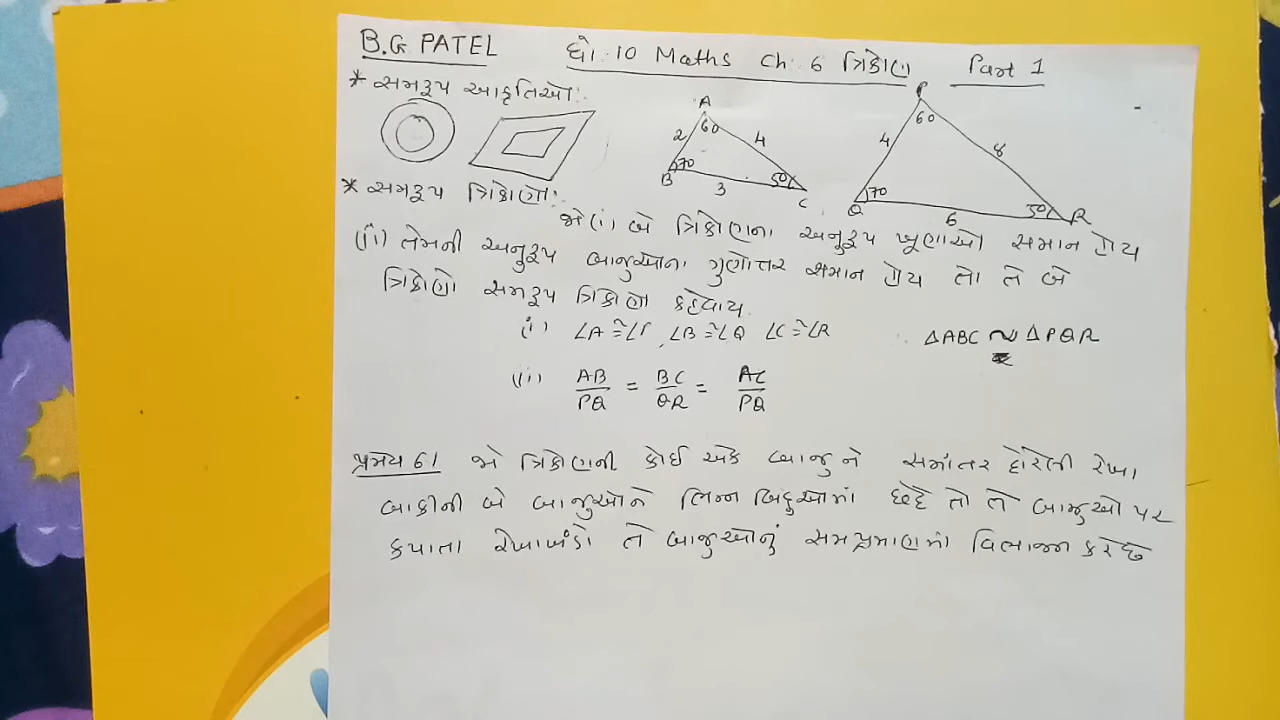 B.G PATEL ધો. 10 Maths Ch: 6 ત્રિકોણ Part 1
* સમરૂપ આકૃતિઓ:
A 60 2 4 70 B 3 50 C
P 60 4 8 70 Q 6 50 R
* સમરૂપ ત્રિકોણો:
જો (i) બે ત્રિકોણના અનુરૂપ ખૂણાઓ સમાન હોય
(ii) તેમની અનુરૂપ બાજુઓના ગુણોત્તર સમાન હોય તો તે બે
ત્રિકોણો સમરૂપ ત્રિકોણો કહેવાય.
(i) ∠A ≅ ∠P, ∠B ≅ ∠Q ∠C ≅ ∠R ΔABC ~ ΔPQR
(ii) AB/PQ = BC/QR = AC/PQ
પ્રમેય 6.1 જો ત્રિકોણની કોઈ એક બાજુ ને સમાંતર દોરેલી રેખા
બાકીની બે બાજુઓને ભિન્ન બિંદુઓમાં છેદે તો તે બાજુઓ પર
કપાતા રેખાખંડો તે બાજુઓનું સમપ્રમાણમાં વિભાજન કરે છે